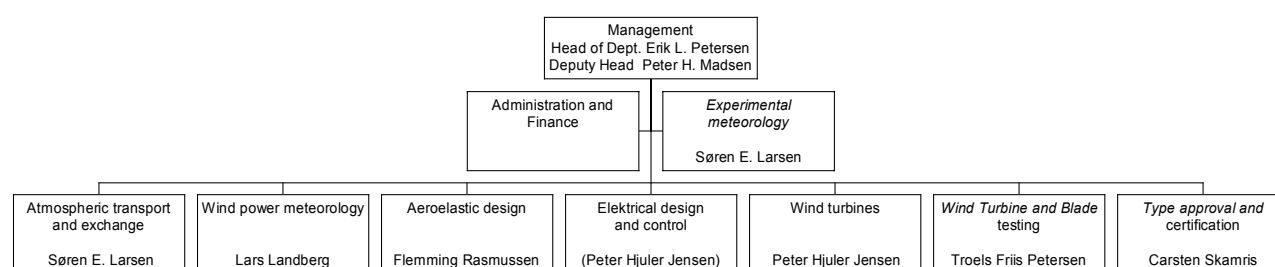 Management
Head of Dept. Erik L. Petersen
Deputy Head Peter H. Madsen
Administration and
Finance
Experimental
meteorology
Søren E. Larsen
Atmospheric transport
and exchange
Søren E. Larsen
Wind power meteorology
Lars Landberg
Aeroelastic design
Flemming Rasmussen
Elektrical design
and control
(Peter Hjuler Jensen)
Wind turbines
Peter Hjuler Jensen
Wind Turbine and Blade
testing
Troels Friis Petersen
Type approval and
certification
Carsten Skamris